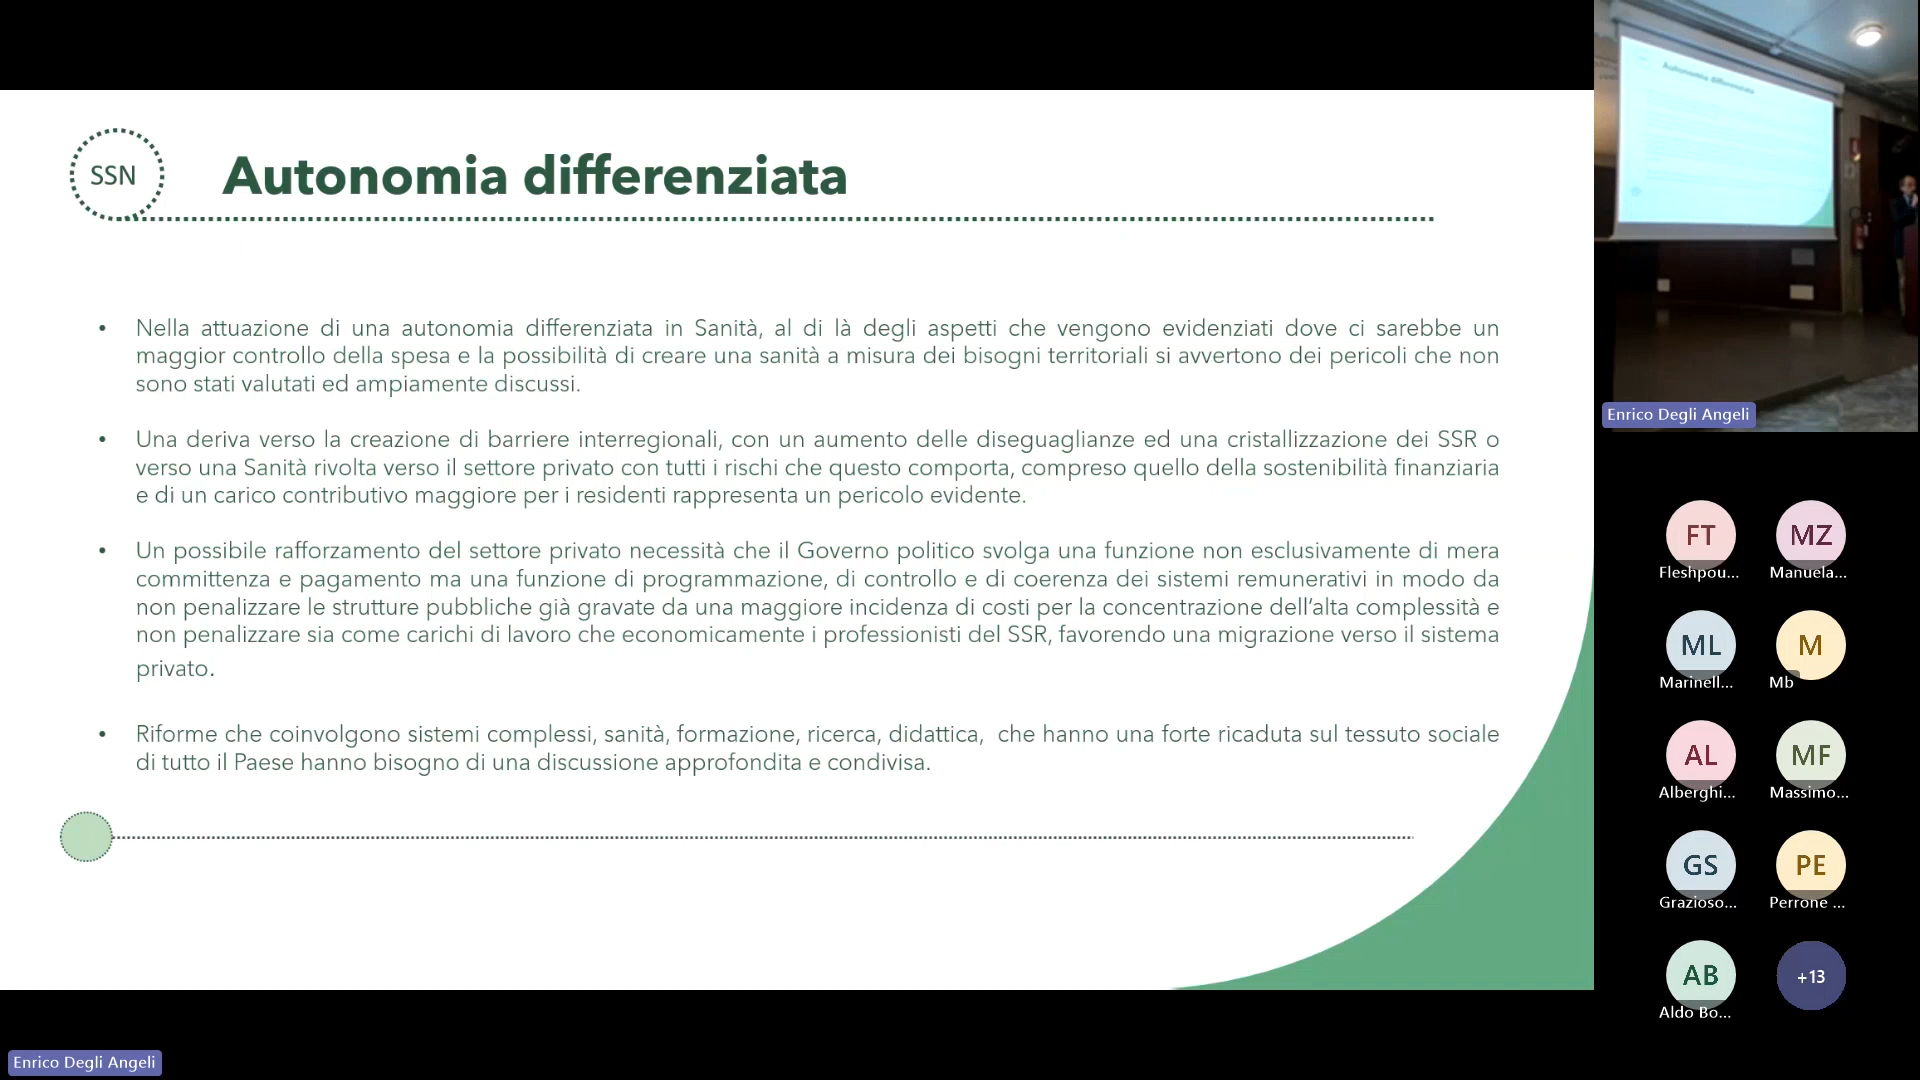 SSN
Autonomia differenziata
• Nella attuazione di una autonomia differenziata in Sanità, al di là degli aspetti che vengono evidenziati dove ci sarebbe un
maggior controllo della spesa e la possibilità di creare una sanità a misura dei bisogni territoriali si avvertono dei pericoli che non
sono stati valutati ed ampiamente discussi.
• Una deriva verso la creazione di barriere interregionali, con un aumento delle diseguaglianze ed una cristallizzazione dei SSR o
verso una Sanità rivolta verso il settore privato con tutti i rischi che questo comporta, compreso quello della sostenibilità finanziaria
e di un carico contributivo maggiore per i residenti rappresenta un pericolo evidente.
• Un possibile rafforzamento del settore privato necessità che il Governo politico svolga una funzione non esclusivamente di mera
committenza e pagamento ma una funzione di programmazione, di controllo e di coerenza dei sistemi remunerativi in modo da
non penalizzare le strutture pubbliche già gravate da una maggiore incidenza di costi per la concentrazione dell’alta complessità e
non penalizzare sia come carichi di lavoro che economicamente i professionisti del SSR, favorendo una migrazione verso il sistema
privato.
• Riforme che coinvolgono sistemi complessi, sanità, formazione, ricerca, didattica,  che hanno una forte ricaduta sul tessuto sociale
di tutto il Paese hanno bisogno di una discussione approfondita e condivisa.
Enrico Degli Angeli
Autonomia differenziata
Enrico Degli Angeli
FT MZ
Fleshpou... Manuela...
ML M
Marinell... Mb
AL MF
Alberghi... Massimo...
GS PE
Grazioso... Perrone ...
AB +13
Aldo Bo...